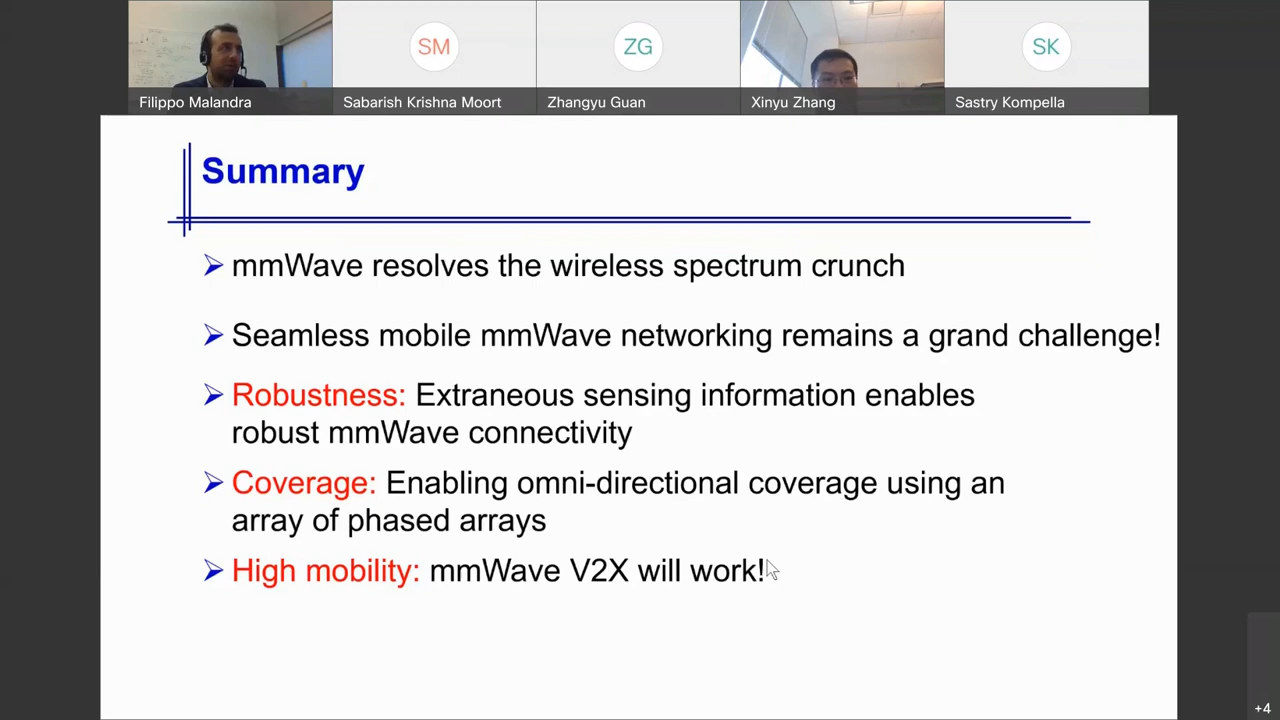 SM
ZG
SK
Filippo Malandra
Sabarish Krishna Moort
Zhangyu Guan
Xinyu Zhang
Sastry Kompella
Summary
mmWave resolves the wireless spectrum crunch
Seamless mobile mmWave networking remains a grand challenge!
Robustness: Extraneous sensing information enables
robust mmWave connectivity
Coverage: Enabling omni-directional coverage using an
array of phased arrays
High mobility: mmWave V2X will work!
+4